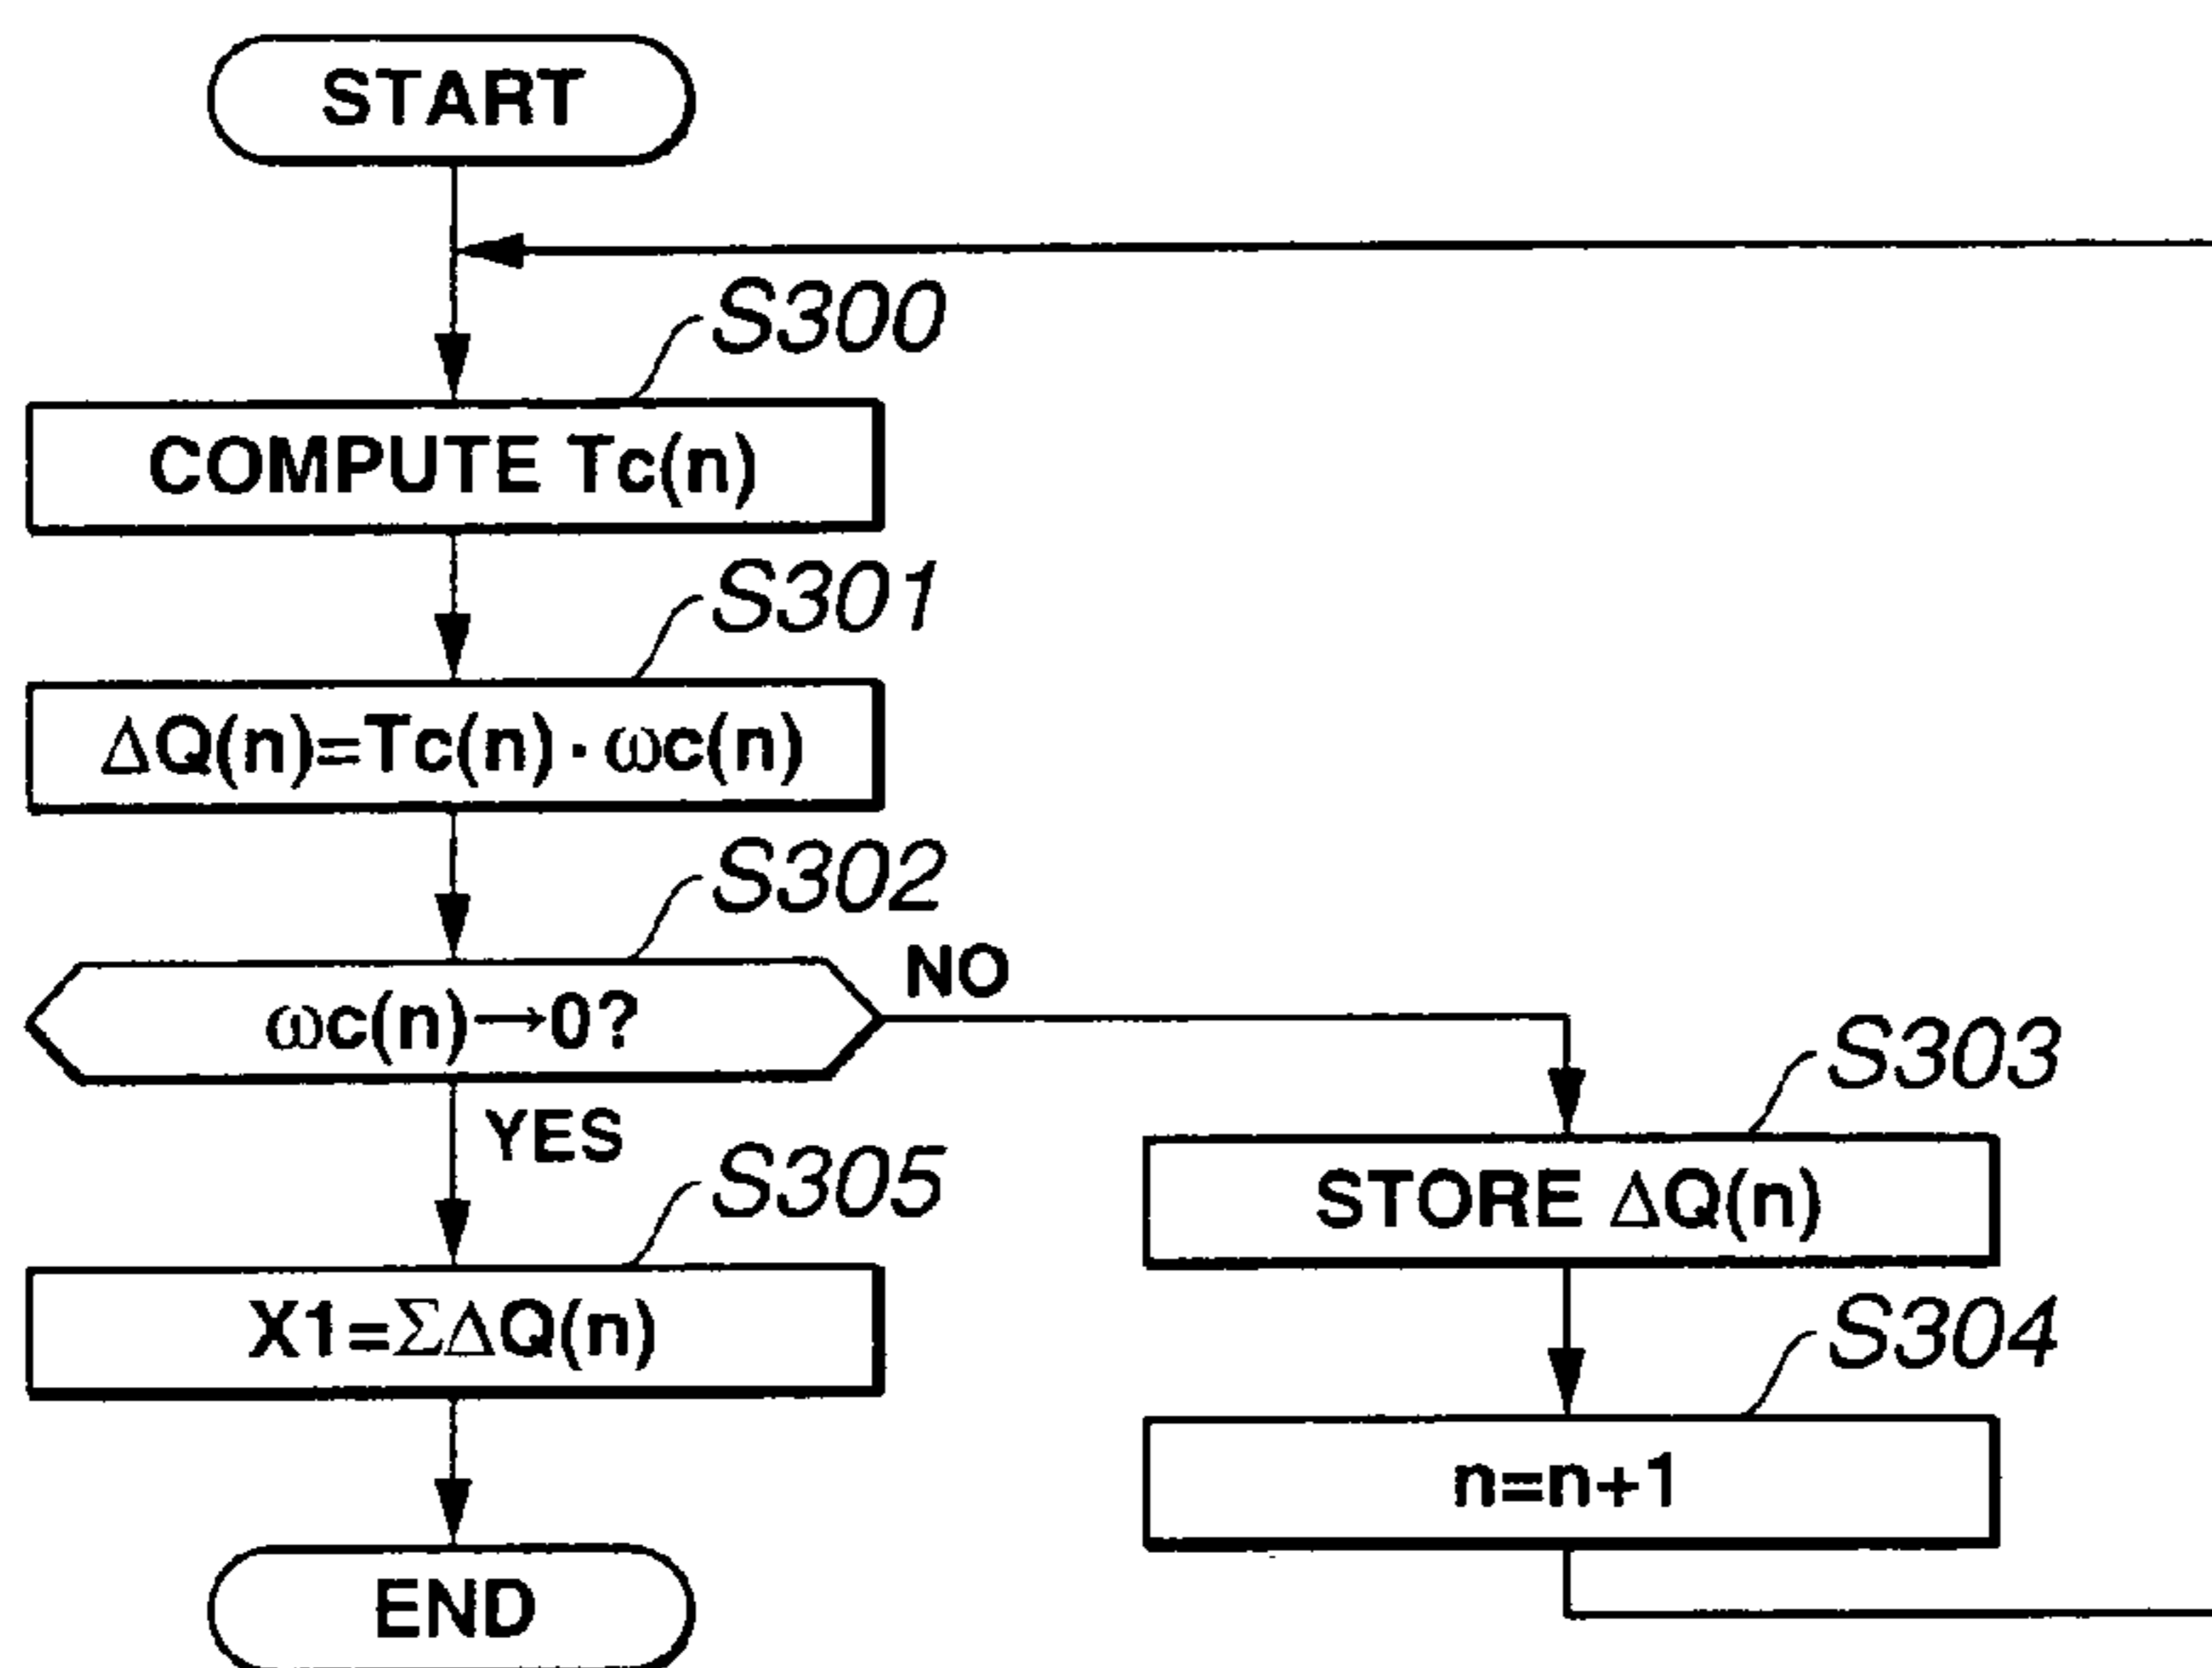 START
S300
COMPUTE Tc(n)
S301
ΔQ(n)=Tc(n)·ωc(n)
S302
ωc(n)→0?
NO
YES
S303
STORE ΔQ(n)
S304
n=n+1
S305
X1=ΣΔQ(n)
END